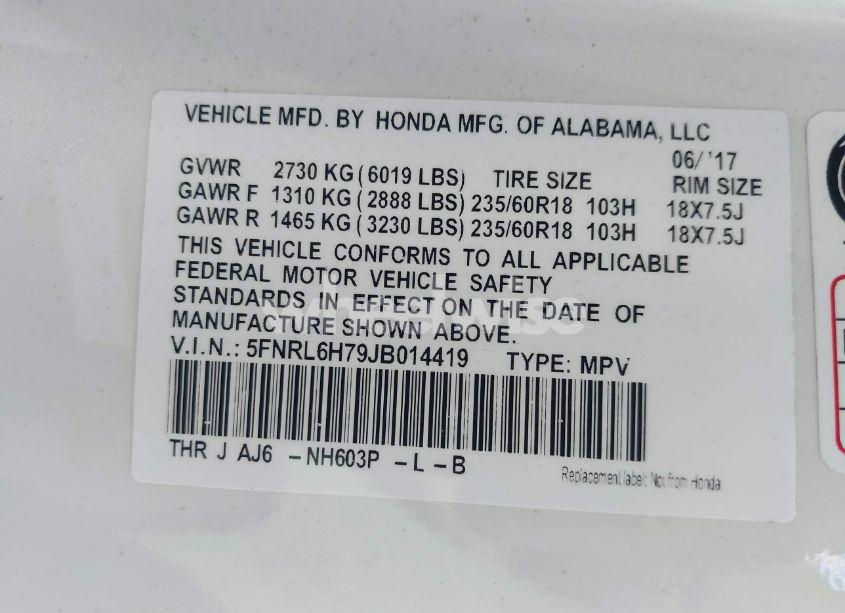 VEHICLE MFD. BY HONDA MFG. OF ALABAMA, LLC
06/ '17
GVWR 2730 KG ( 6019 LBS) TIRE SIZE RIM SIZE
GAWR F 1310 KG ( 2888 LBS) 235/60R18 103H 18X7.5J
GAWR R 1465 KG ( 3230 LBS) 235/60R18 103H 18X7.5J
THIS VEHICLE CONFORMS TO ALL APPLICABLE
FEDERAL MOTOR VEHICLE SAFETY
STANDARDS IN EFFECT ON THE DATE OF
MANUFACTURE SHOWN ABOVE.
V.I.N.: 5FNRL6H79JB014419 TYPE: MPV
THR J AJ6 -NH603P -L-B
Replacement label: Not from Honda